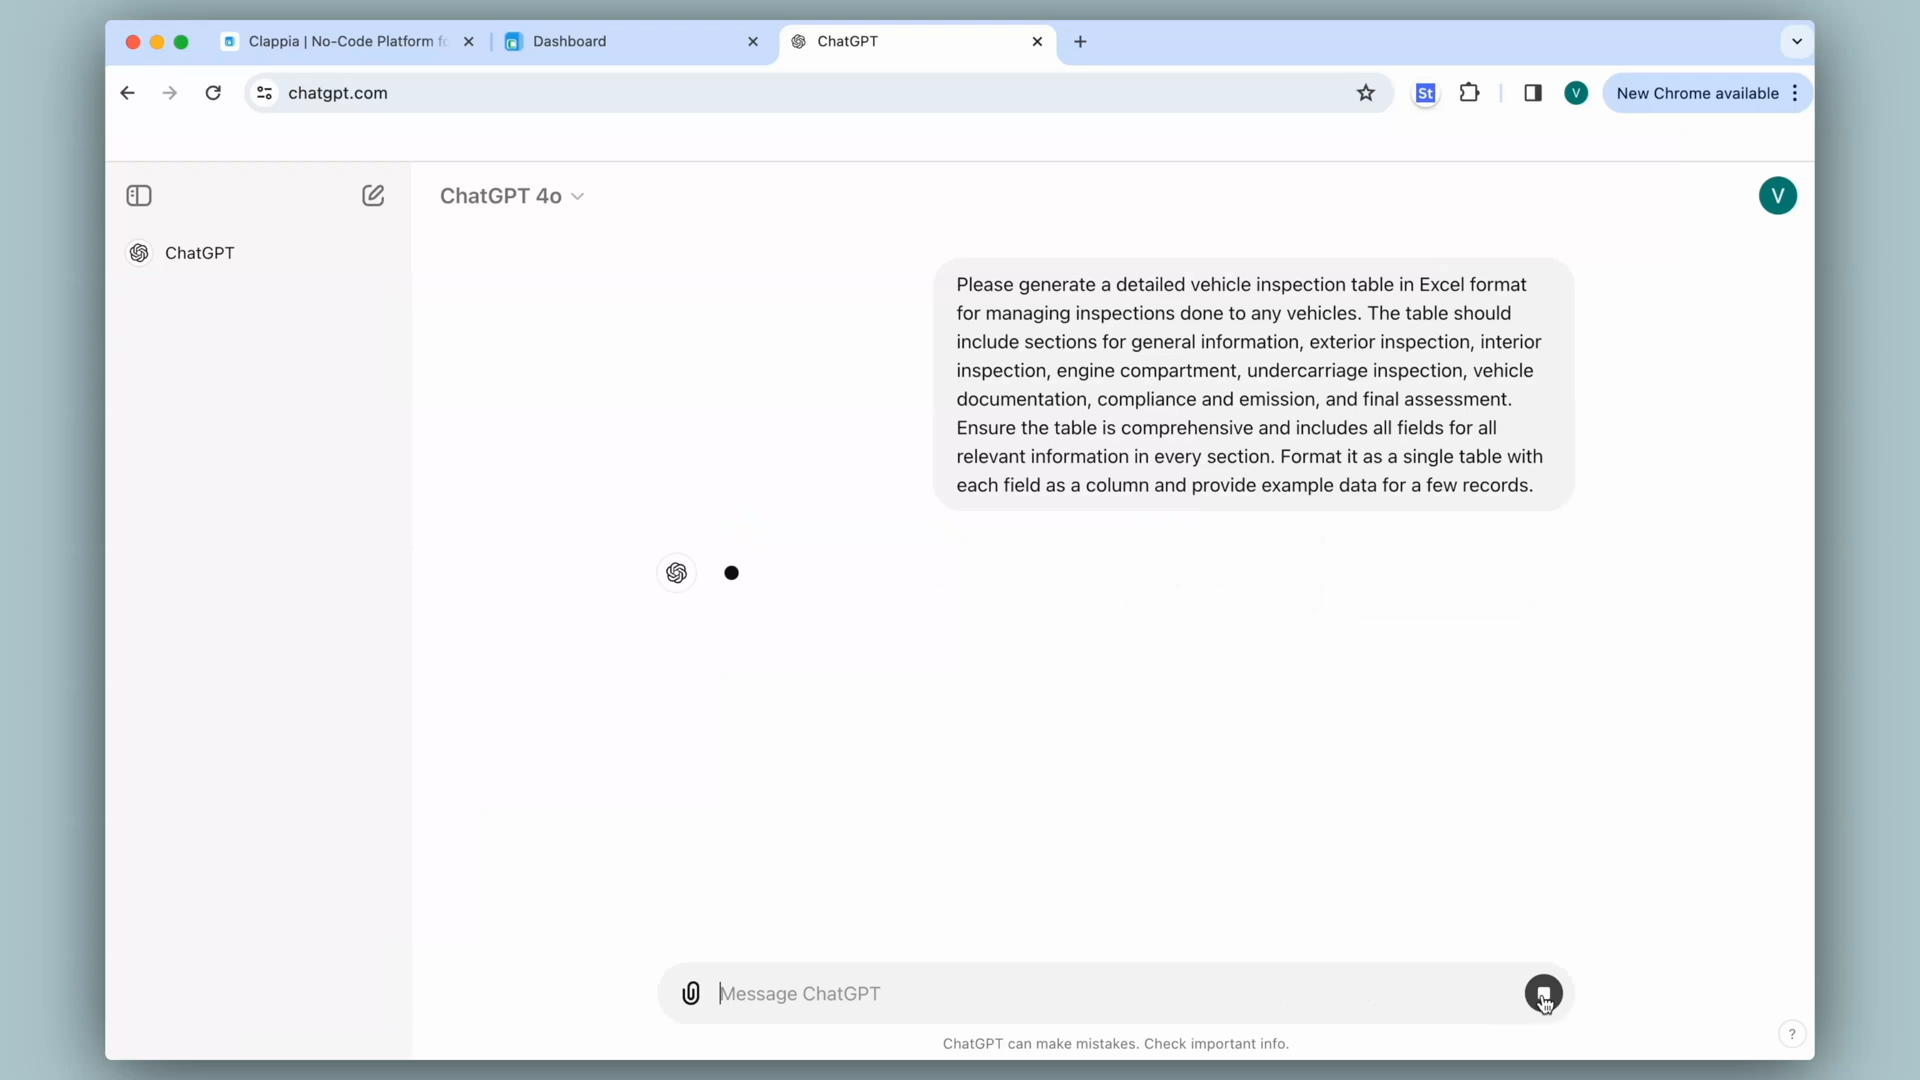 Clappia | No-Code Platform fo
Dashboard
ChatGPT
chatgpt.com
St
V
New Chrome available
ChatGPT 4o
V
ChatGPT
Please generate a detailed vehicle inspection table in Excel format
for managing inspections done to any vehicles. The table should
include sections for general information, exterior inspection, interior
inspection, engine compartment, undercarriage inspection, vehicle
documentation, compliance and emission, and final assessment.
Ensure the table is comprehensive and includes all fields for all
relevant information in every section. Format it as a single table with
each field as a column and provide example data for a few records.
Message ChatGPT
ChatGPT can make mistakes. Check important info.
?